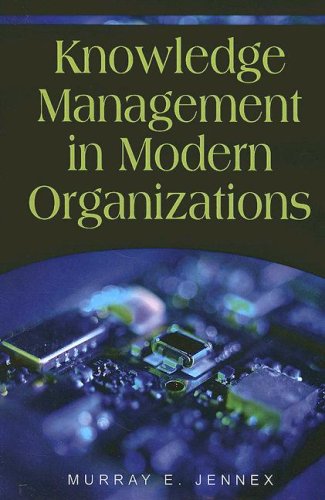 Knowledge
Management
in Modern
Organizations
MURRAY E. JENNEX